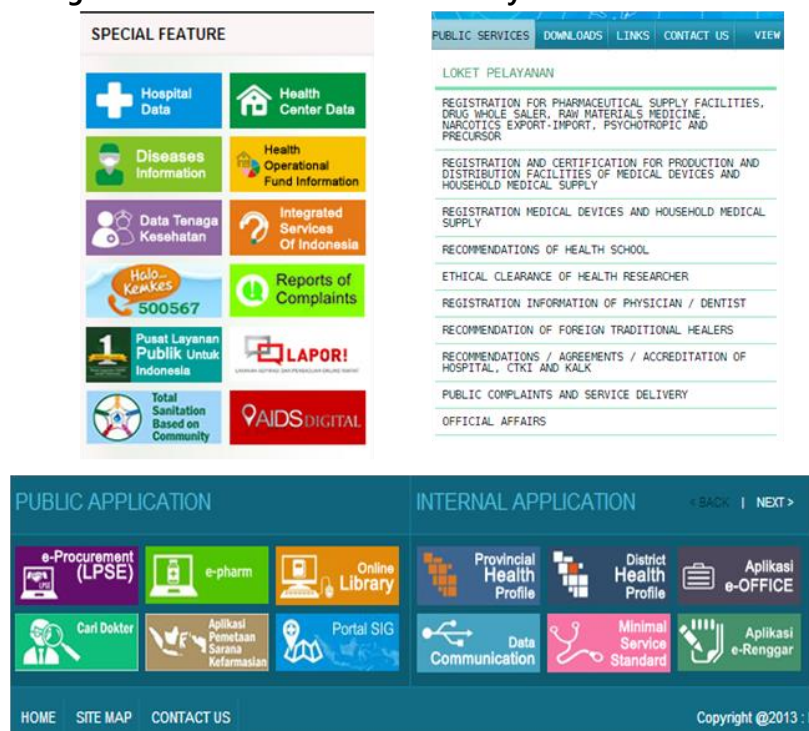 SPECIAL FEATURE
Hospital
Data
Health
Center Data
Diseases
Information
Health
Operational
Fund Information
Data Tenaga
Kesehatan
Integrated
Services
Of Indonesia
Halo...
Kemkes
500567
Reports of
Complaints
1
Pusat Layanan
Publik Untuk
Indonesia
LAPOR!
LAYANAN ASPIRASI DAN PENGADUAN ONLINE RAKYAT
Total
Sanitation
Based on
Community
AIDS DIGITAL
PUBLIC SERVICES DOWNLOADS LINKS CONTACT US VIEW
LOKET PELAYANAN
REGISTRATION FOR PHARMACEUTICAL SUPPLY FACILITIES,
DRUG WHOLE SALER, RAW MATERIALS MEDICINE,
NARCOTICS EXPORT-IMPORT, PSYCHOTROPIC AND
PRECURSOR
REGISTRATION AND CERTIFICATION FOR PRODUCTION AND
DISTRIBUTION FACILITIES OF MEDICAL DEVICES AND
HOUSEHOLD MEDICAL SUPPLY
REGISTRATION MEDICAL DEVICES AND HOUSEHOLD MEDICAL
SUPPLY
RECOMMENDATIONS OF HEALTH SCHOOL
ETHICAL CLEARANCE OF HEALTH RESEARCHER
REGISTRATION INFORMATION OF PHYSICIAN / DENTIST
RECOMMENDATION OF FOREIGN TRADITIONAL HEALERS
RECOMMENDATIONS / AGREEMENTS / ACCREDITATION OF
HOSPITAL, CTKI AND KALK
PUBLIC COMPLAINTS AND SERVICE DELIVERY
OFFICIAL AFFAIRS
PUBLIC APPLICATION
e-Procurement
(LPSE)
e-pharm
Online
Library
Cari Dokter
Aplikasi
Pemetaan
Sarana
Kefarmasian
Portal SIG
INTERNAL APPLICATION
< BACK | NEXT >
Provincial
Health
Profile
District
Health
Profile
Aplikasi
e-OFFICE
Data
Communication
Minimal
Service
Standard
Aplikasi
e-Renggar
HOME SITE MAP CONTACT US
Copyright @2013 :